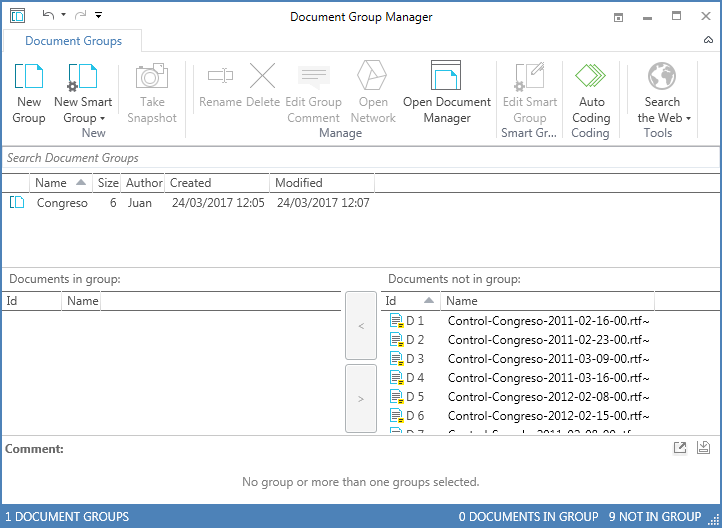 Document Group Manager
Document Groups
New Group
New Smart Group
Take Snapshot
Rename
Delete
Edit Group Comment
Open Network
Open Document Manager
Edit Smart Group
Auto Coding
Search the Web
New
Manage
Smart Gr...
Coding
Tools
Search Document Groups
Name Size Author Created Modified
Congreso 6 Juan 24/03/2017 12:05 24/03/2017 12:07
Documents in group:
Documents not in group:
Id Name
Id Name
<
>
D 1 Control-Congreso-2011-02-16-00.rtf~
D 2 Control-Congreso-2011-02-23-00.rtf~
D 3 Control-Congreso-2011-03-09-00.rtf~
D 4 Control-Congreso-2011-03-16-00.rtf~
D 5 Control-Congreso-2012-02-08-00.rtf~
D 6 Control-Congreso-2012-02-15-00.rtf~
Comment:
No group or more than one groups selected.
1 DOCUMENT GROUPS
0 DOCUMENTS IN GROUP 9 NOT IN GROUP